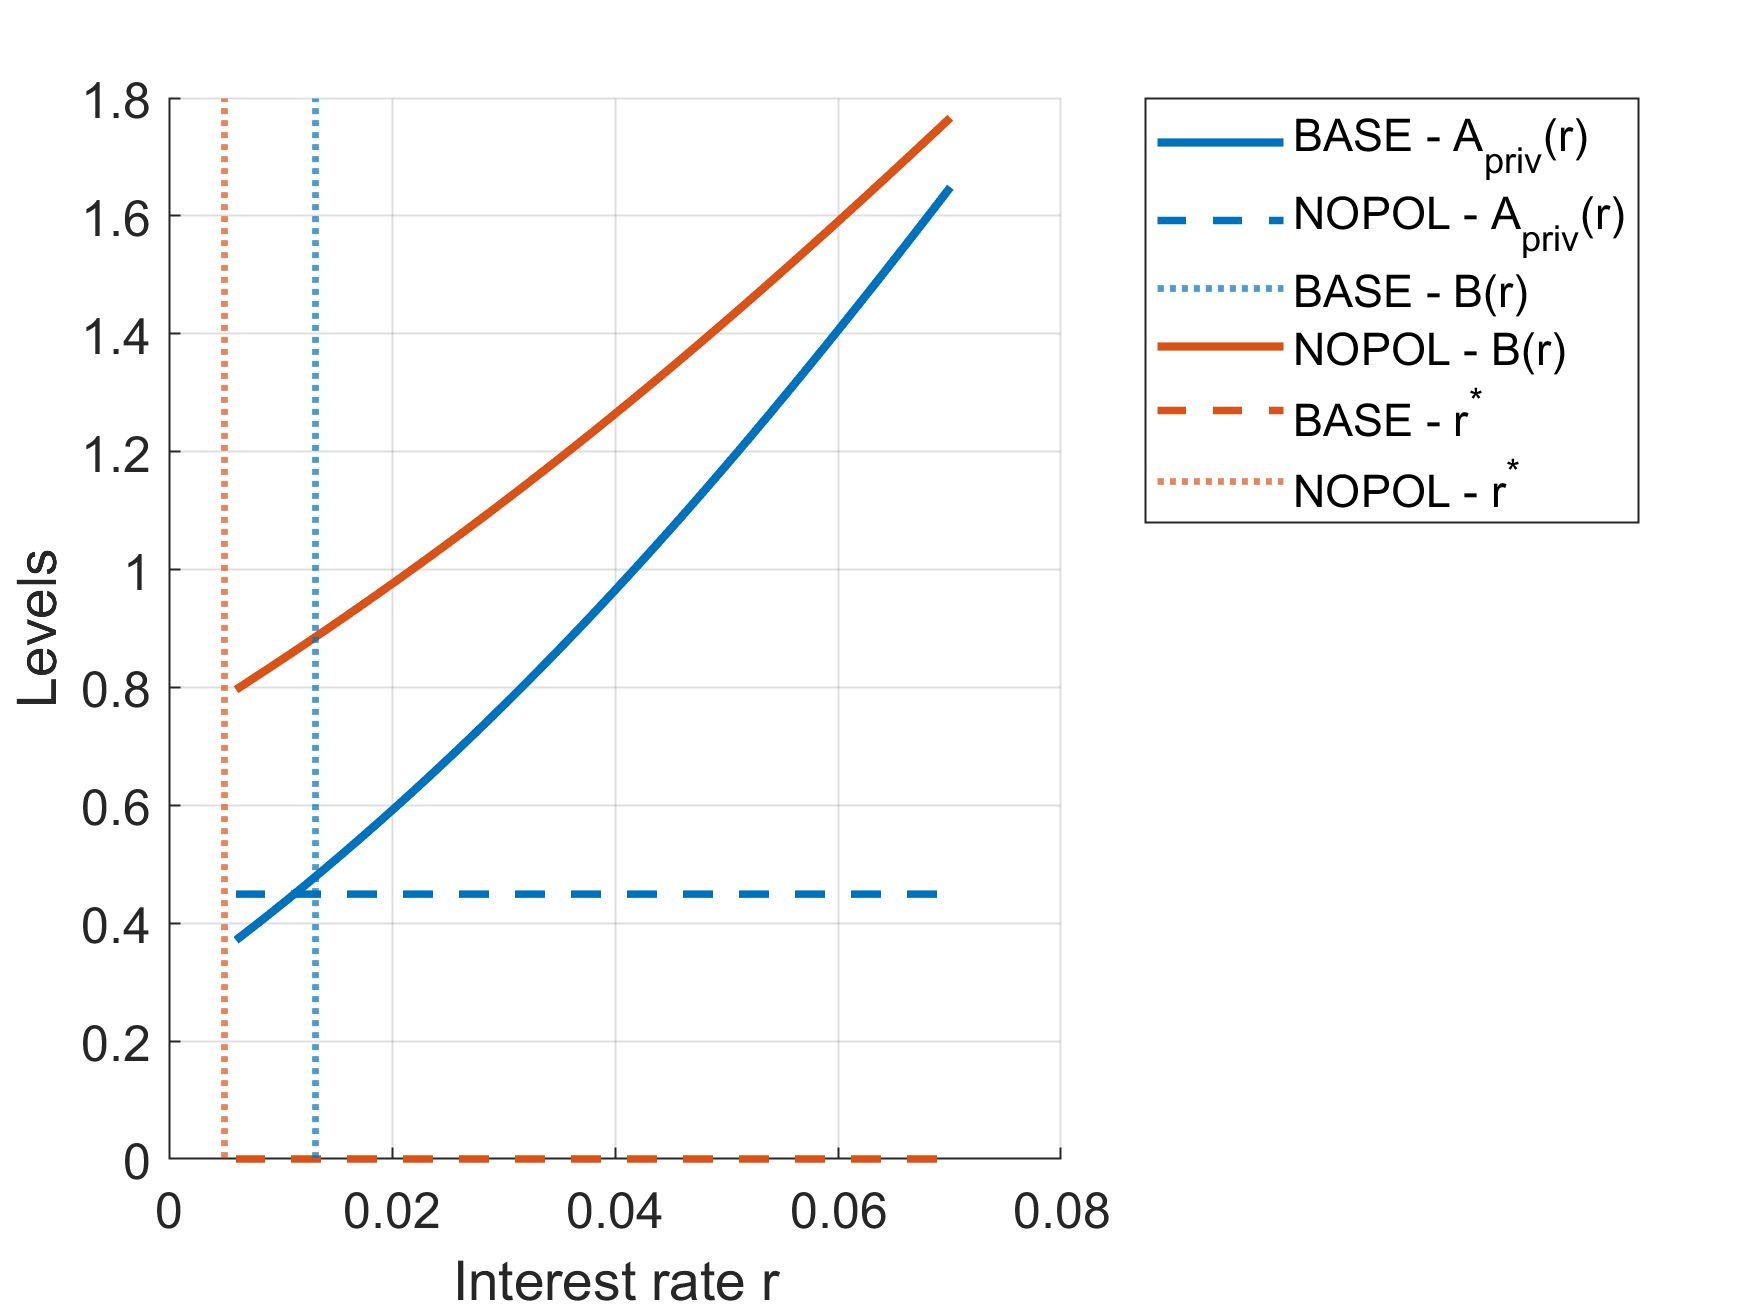 1.8
1.6
1.4
1.2
1
0.8
0.6
0.4
0.2
0
0 0.02 0.04 0.06 0.08
Levels
Interest rate r
BASE - A_priv(r)
NOPOL - A_priv(r)
BASE - B(r)
NOPOL - B(r)
BASE - r*
NOPOL - r*